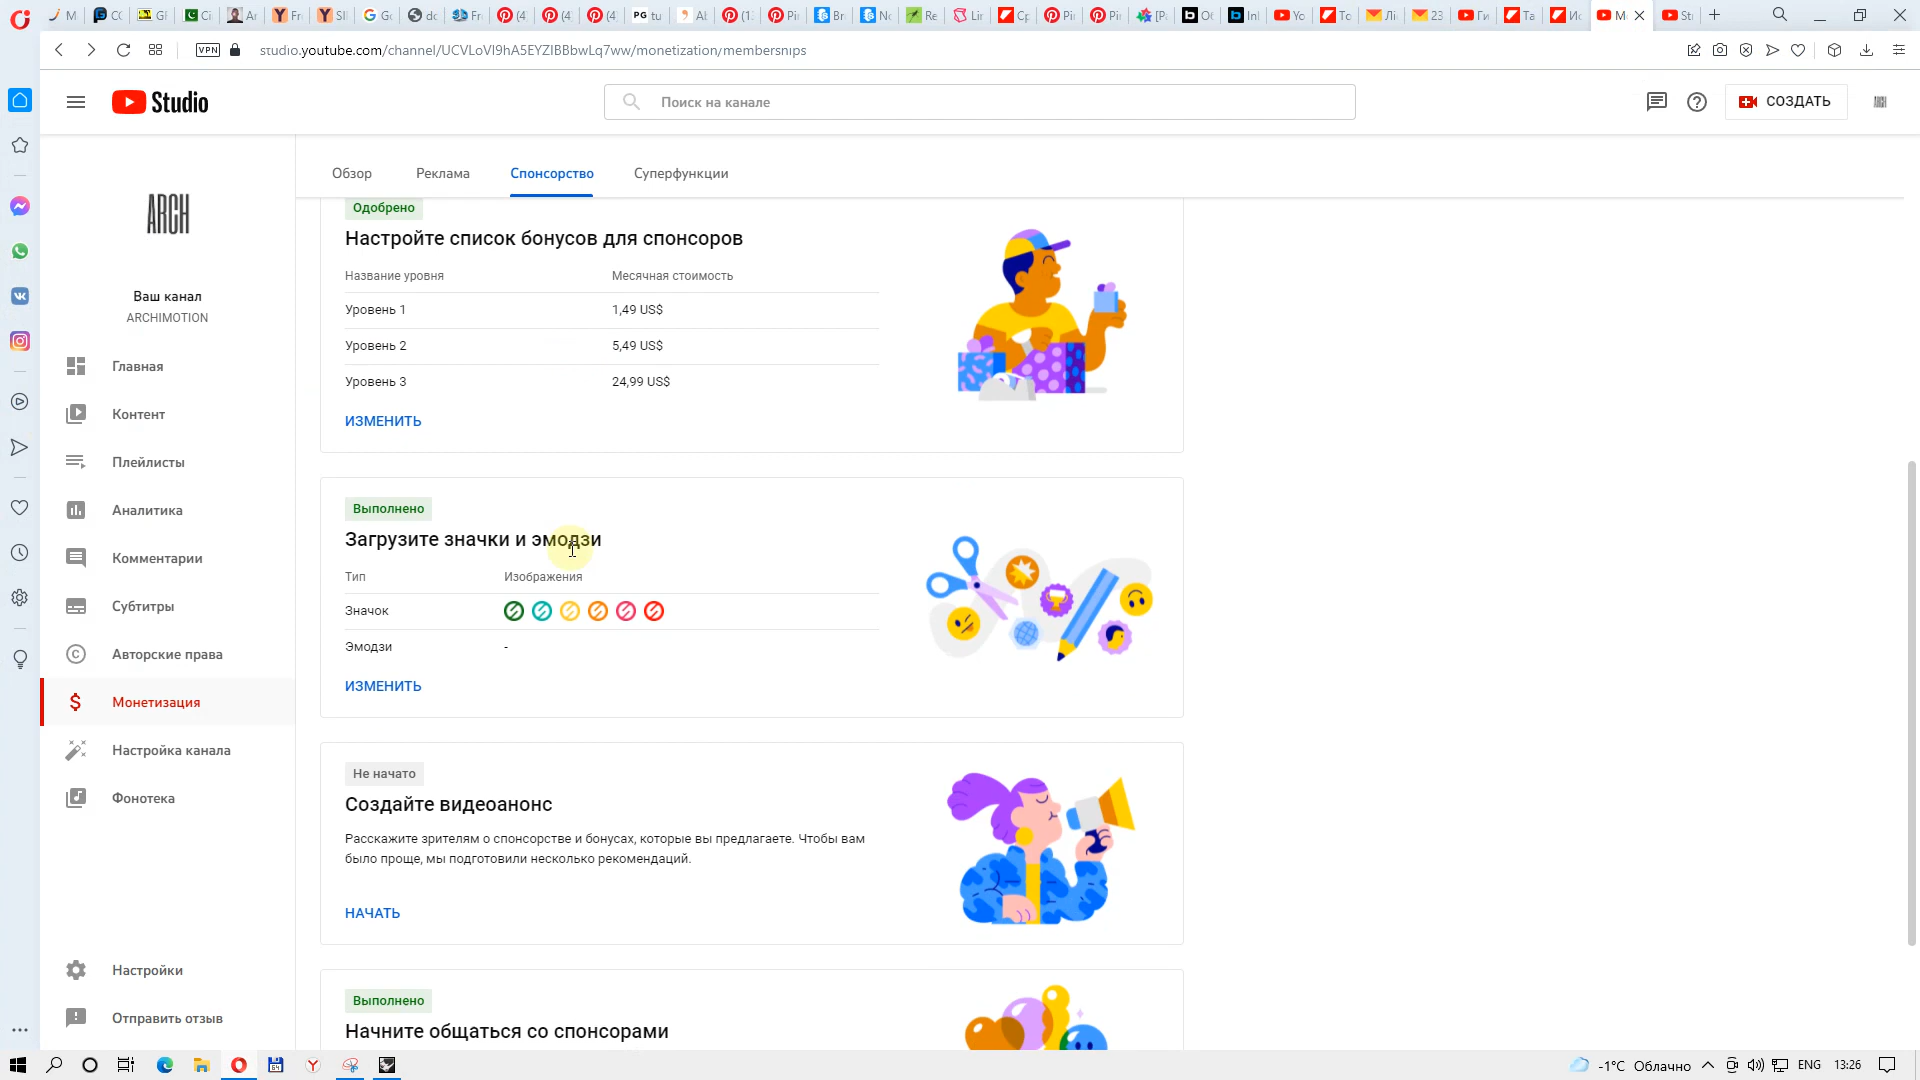 studio.youtube.com/channel/UCVLoVI9hA5EYZIBBbwLq7ww/monetization/memberships
VPN
Studio
Поиск на канале
СОЗДАТЬ
ARCH
Ваш канал
ARCHIMOTION
Главная
Контент
Плейлисты
Аналитика
Комментарии
Субтитры
Авторские права
Монетизация
Настройка канала
Фонотека
Настройки
Отправить отзыв
Обзор
Реклама
Спонсорство
Суперфункции
Одобрено
Настройте список бонусов для спонсоров
Название уровня
Месячная стоимость
Уровень 1
1,49 US$
Уровень 2
5,49 US$
Уровень 3
24,99 US$
ИЗМЕНИТЬ
Выполнено
Загрузите значки и эмодзи
Тип
Изображения
Значок
Эмодзи
-
ИЗМЕНИТЬ
Не начато
Создайте видеоанонс
Расскажите зрителям о спонсорстве и бонусах, которые вы предлагаете. Чтобы вам
было проще, мы подготовили несколько рекомендаций.
НАЧАТЬ
Выполнено
Начните общаться со спонсорами
-1°C Облачно
ENG
13:26